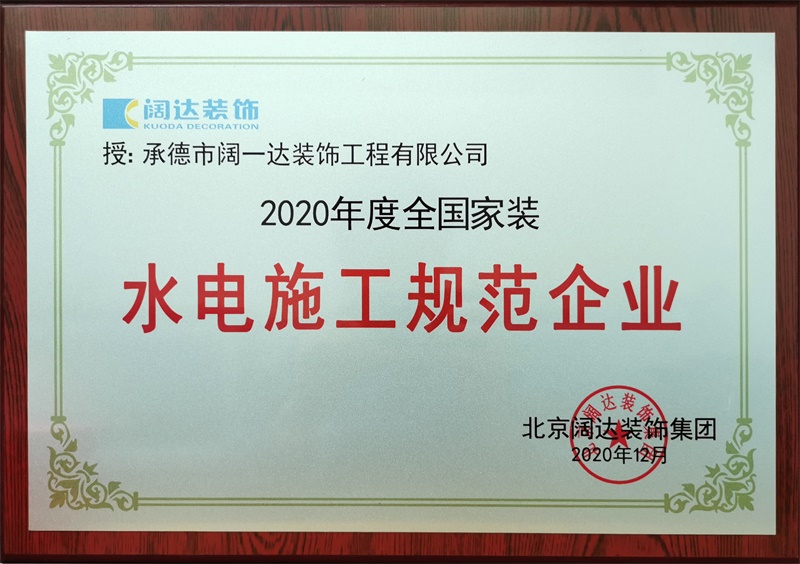 阔达装饰
KUODA DECORATION
授: 承德市阔一达装饰工程有限公司
2020年度全国家装
水电施工规范企业
北京阔达装饰集团
2020年12月